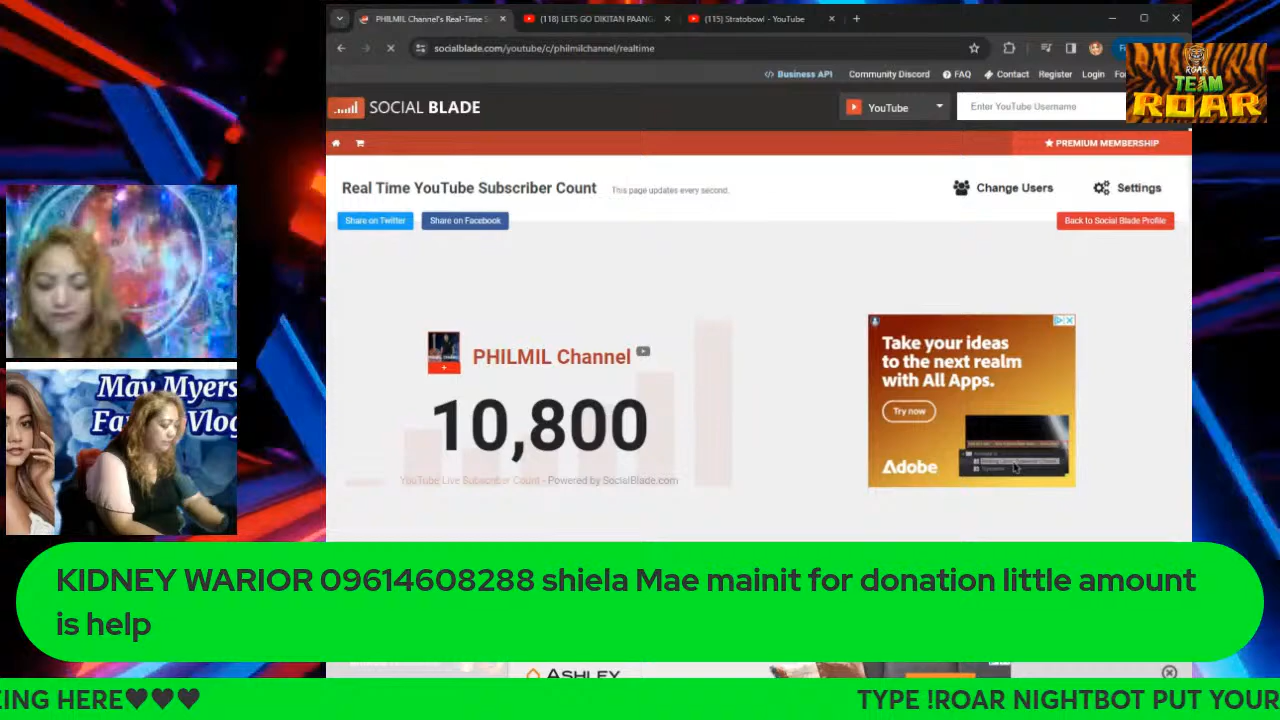 PHILMIL Channel's Real-Time S
(118) LETS GO DIKITAN PAANG
(115) Stratobowl - YouTube
socialblade.com/youtube/c/philmilchannel/realtime
</> Business API
Community Discord
FAQ
Contact
Register
Login
ROAR
TEAM
ROAR
SOCIAL BLADE
YouTube
Enter YouTube Username
PREMIUM MEMBERSHIP
Real Time YouTube Subscriber Count
This page updates every second.
Change Users
Settings
Share on Twitter
Share on Facebook
Back to Social Blade Profile
PHILMIL Channel
10,800
YouTube Live Subscriber Count - Powered by SocialBlade.com
Take your ideas
to the next realm
with All Apps.
Try now
Adobe
May Myers
KIDNEY WARIOR 09614608288 shiela Mae mainit for donation little amount
is help
ASHLEY
EING HERE♥♥♥
TYPE !ROAR NIGHTBOT PUT YOUR